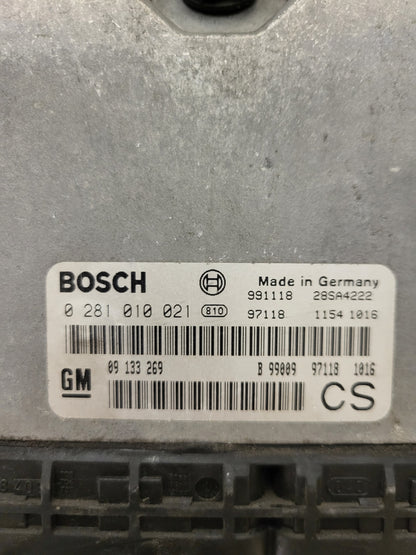 BOSCH Made in Germany
991118 28SA4222
0 281 010 021 810 97118 1154 1016
GM 09 133 269 B 99009 97118 1016
CS